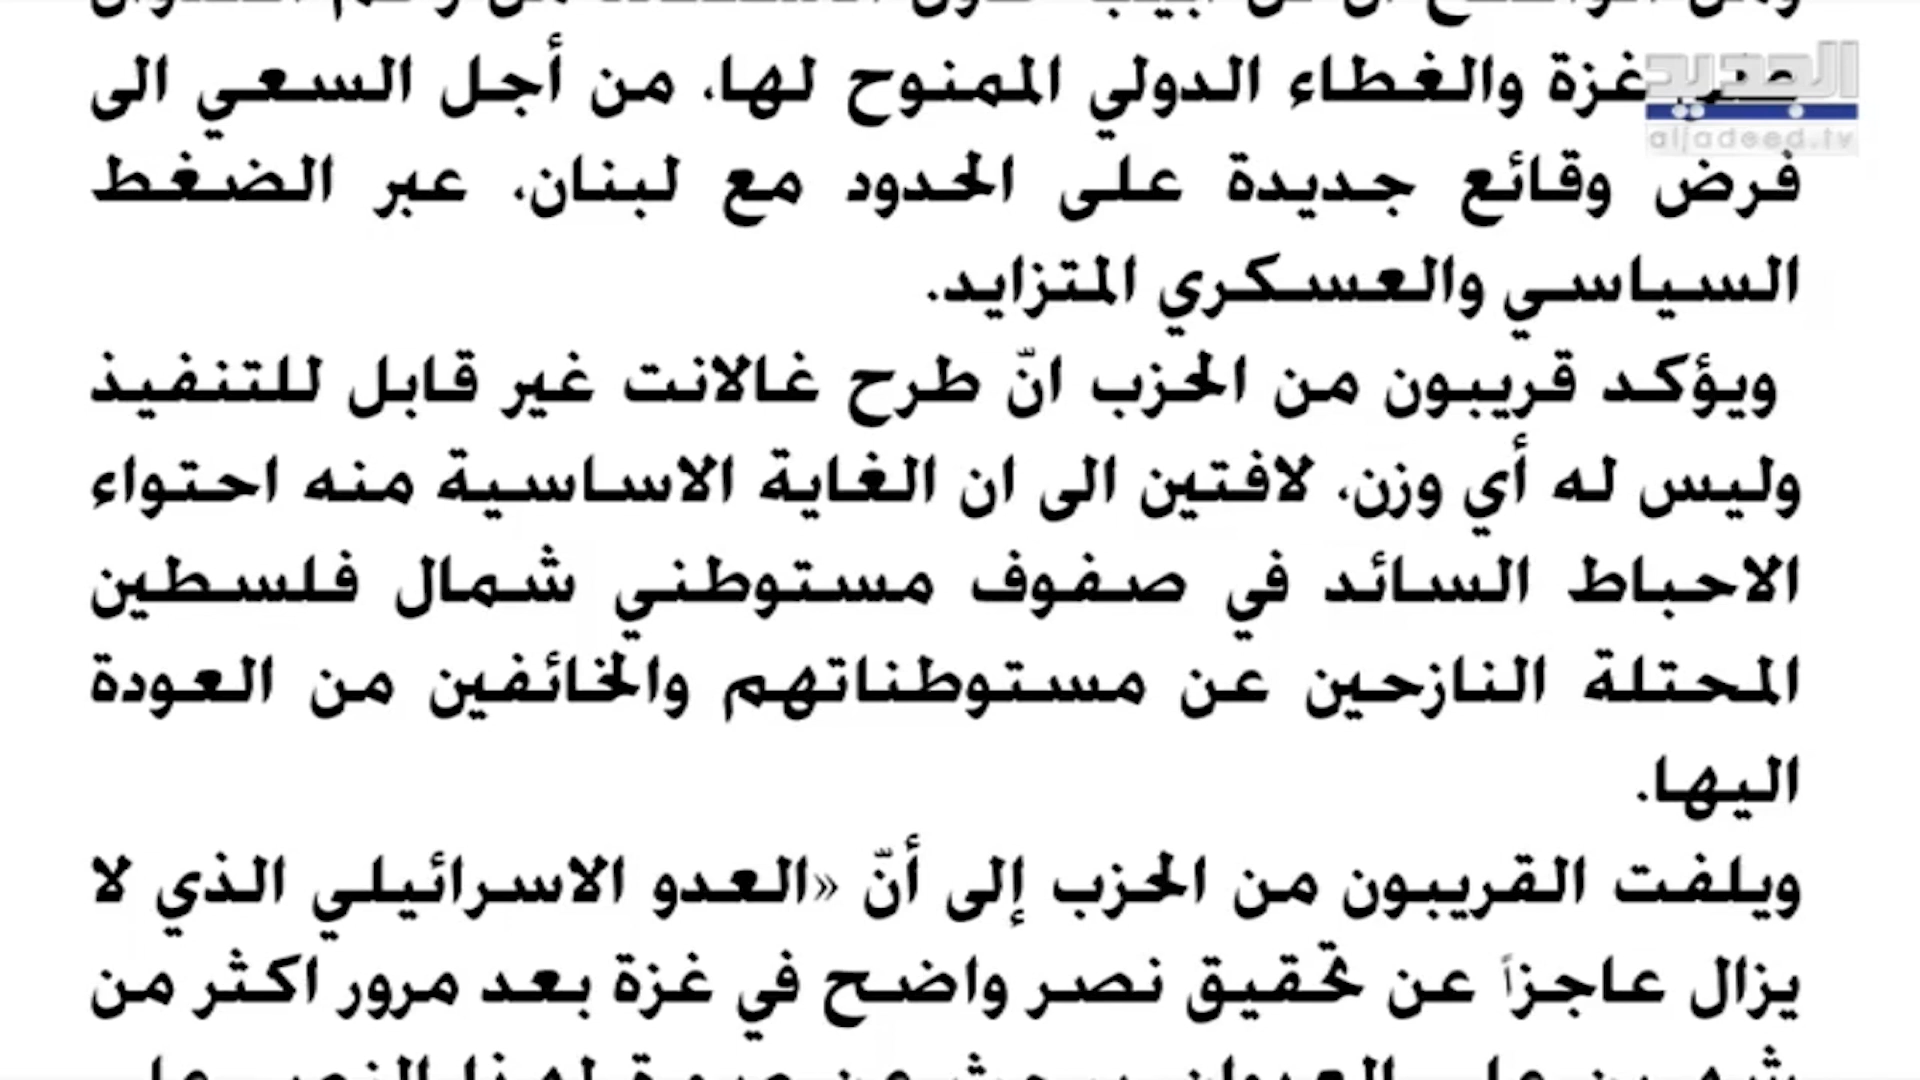 غزة والغطاء الدولي الممنوح لها، من أجل السعي الى
الجديد
aljadeed.tv
فرض وقائع جديدة على الحدود مع لبنان، عبر الضغط
السياسي والعسكري المتزايد.
ويؤكد قريبون من الحزب انّ طرح غالانت غير قابل للتنفيذ
وليس له أي وزن، لافتين الى ان الغاية الاساسية منه احتواء
الاحباط السائد في صفوف مستوطني شمال فلسطين
المحتلة النازحين عن مستوطناتهم والخائفين من العودة
اليها.
ويلفت القريبون من الحزب إلى أنّ «العدو الاسرائيلي الذي لا
يزال عاجزاً عن تحقيق نصر واضح في غزة بعد مرور اكثر من